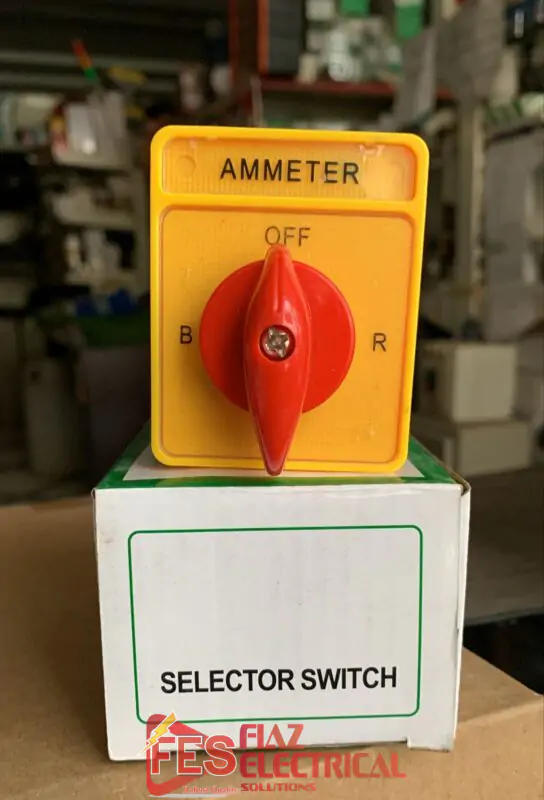 AMMETER
OFF
B
R
SELECTOR SWITCH
FES FIAZ
ELECTRICAL
SOLUTIONS